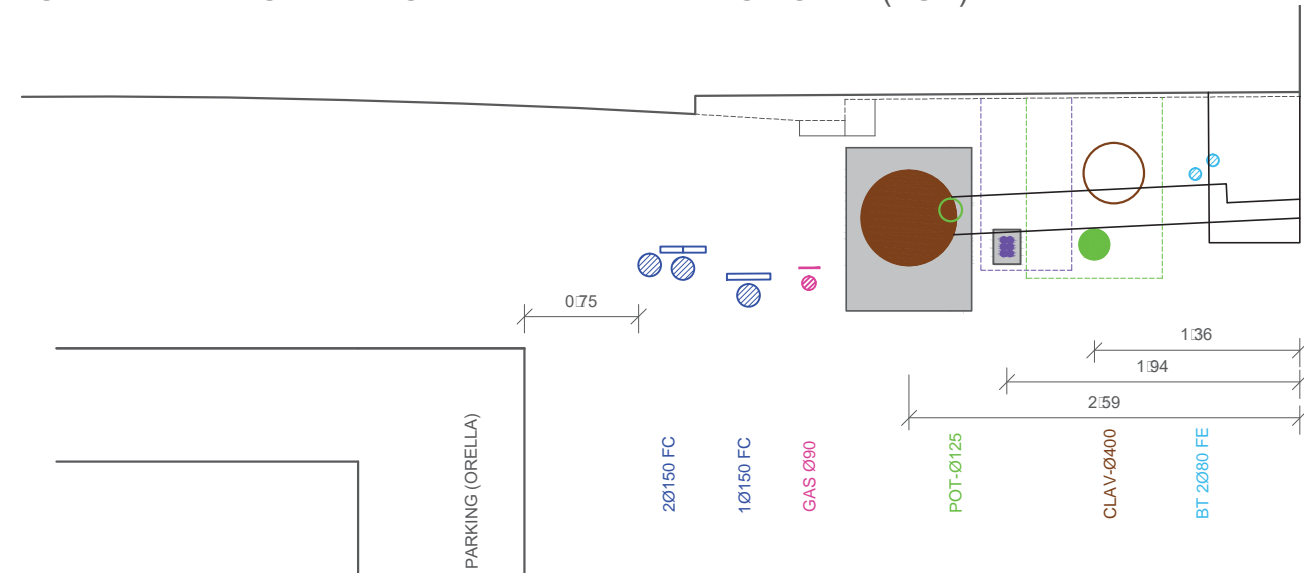 0.75
1.36
1.94
2.59
PARKING (ORELLA)
2Ø150 FC
1Ø150 FC
GAS Ø90
POT-Ø125
CLAV-Ø400
BT 2Ø80 FE